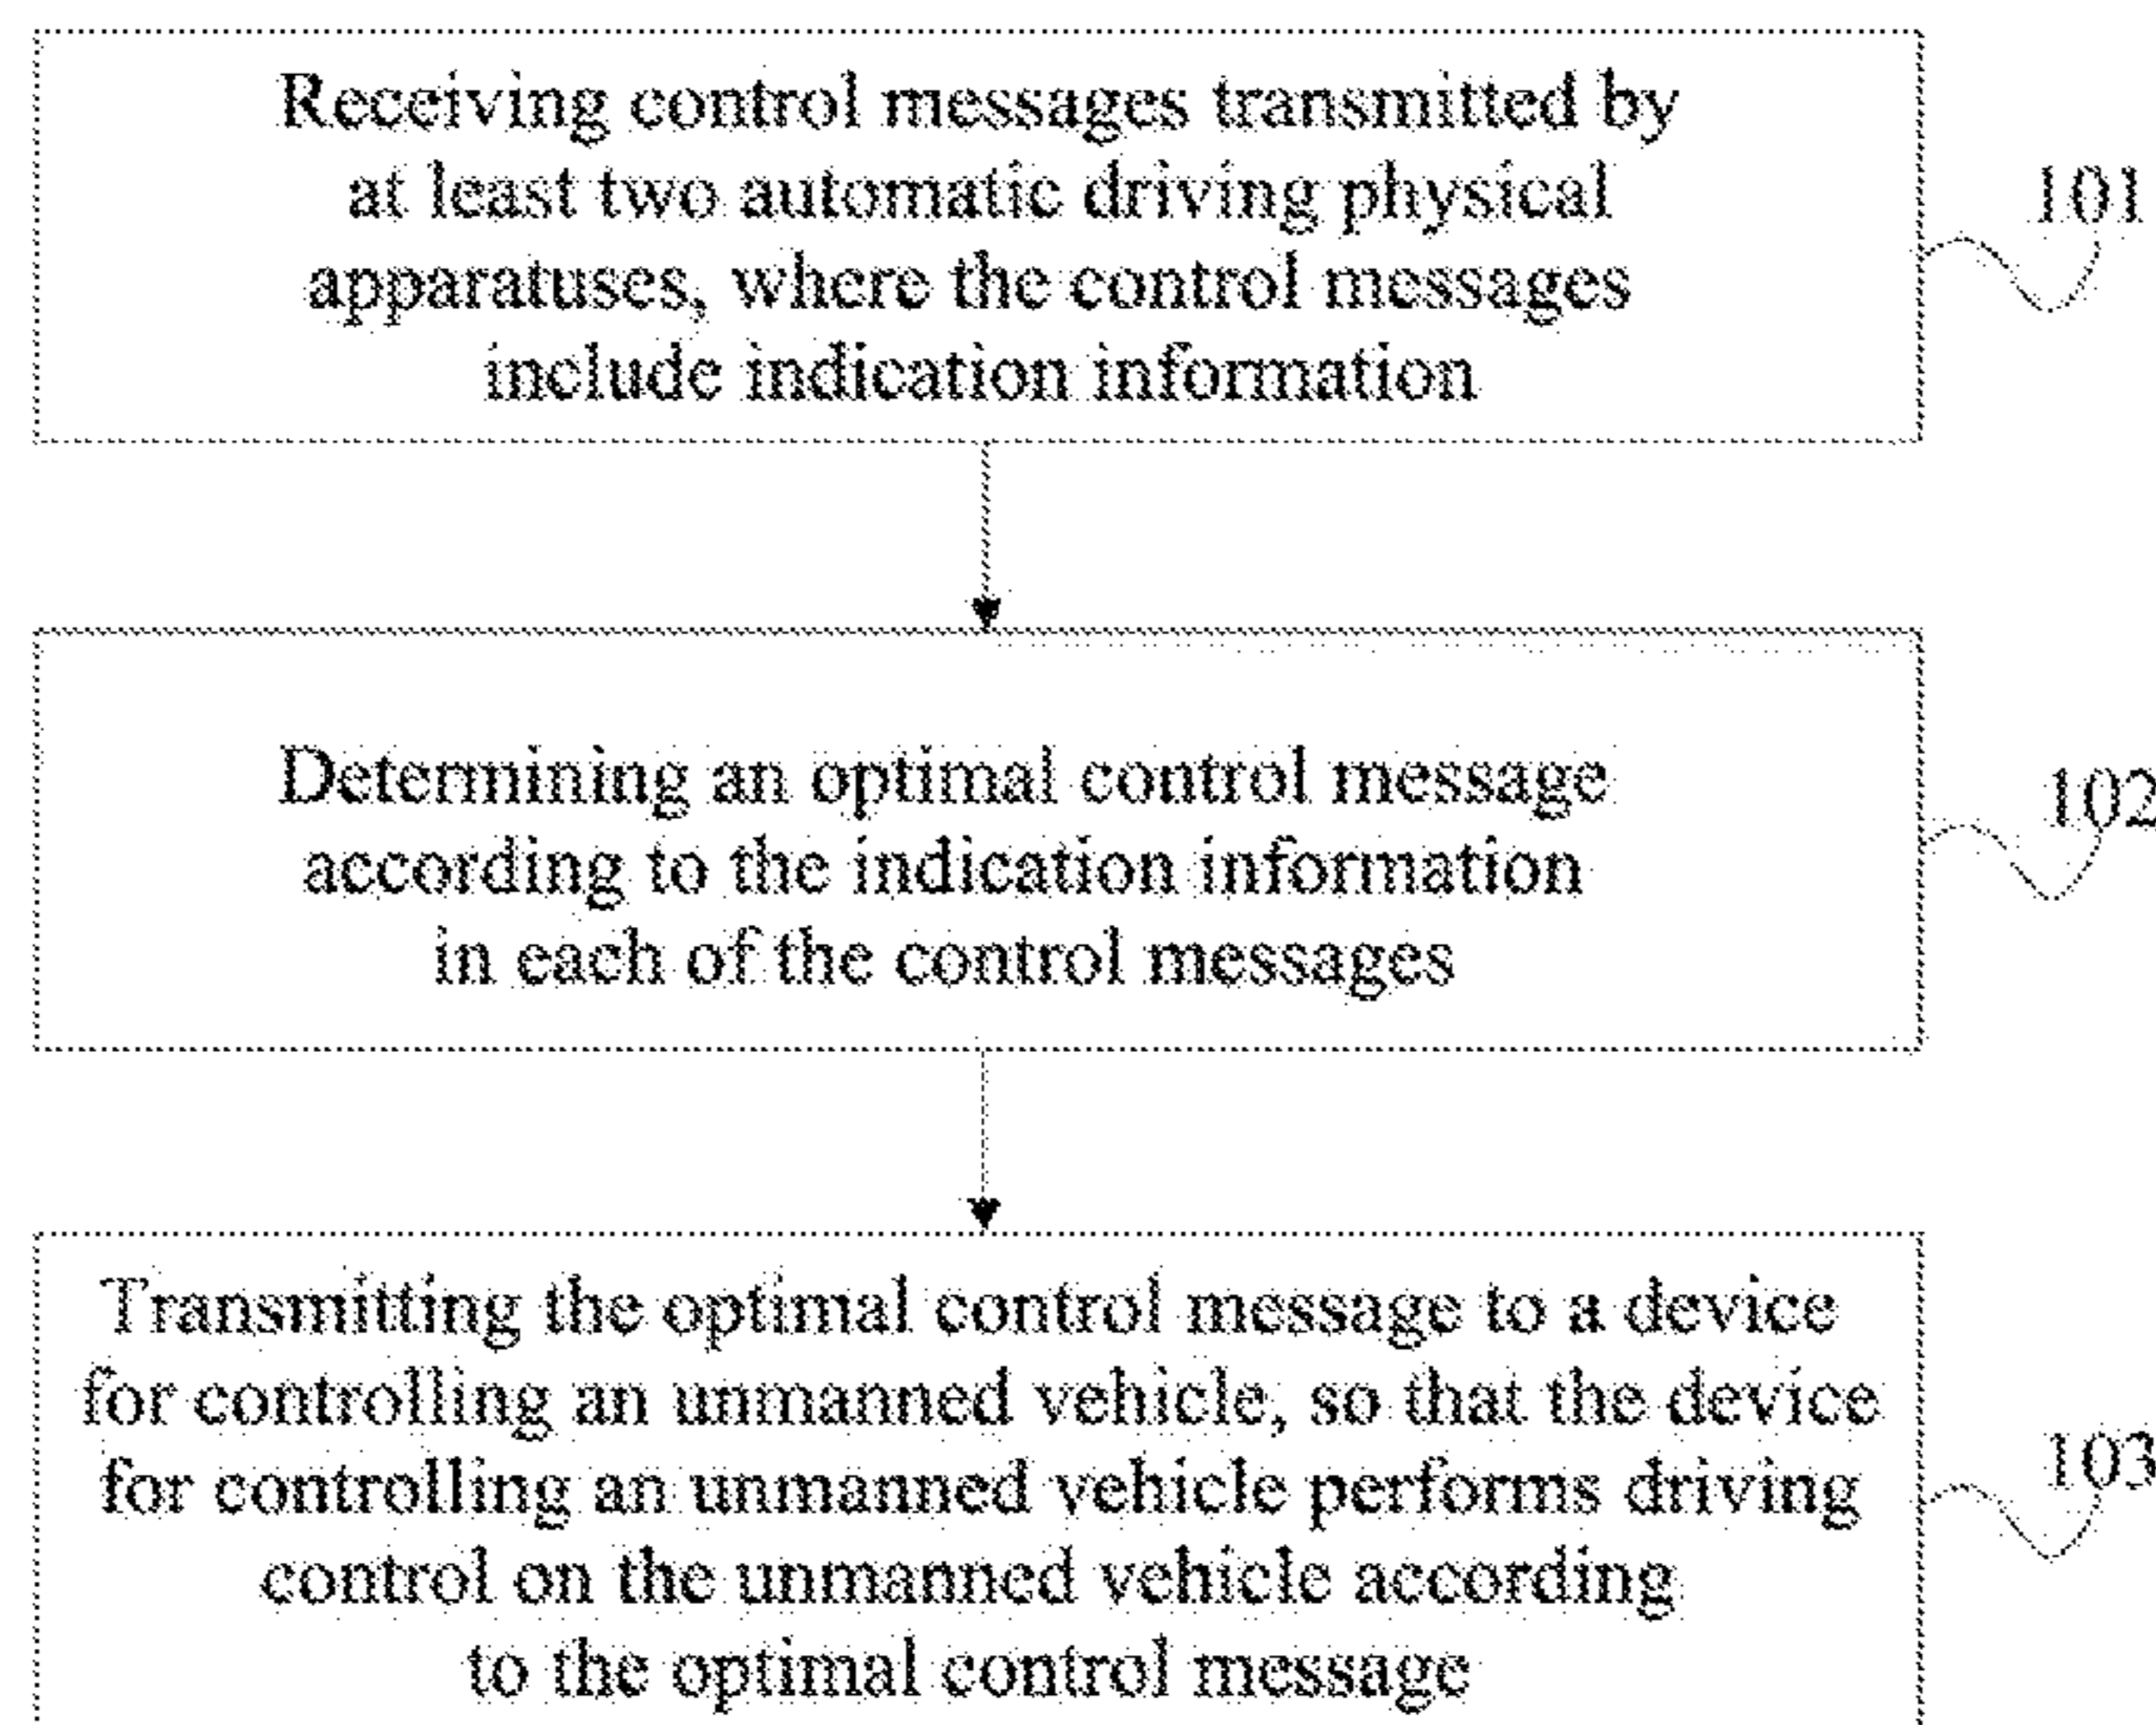 Receiving control messages transmitted by
at least two automatic driving physical
apparatuses, where the control messages
include indication information
101
Determining an optimal control message
according to the indication information
in each of the control messages
102
Transmitting the optimal control message to a device
for controlling an unmanned vehicle, so that the device
for controlling an unmanned vehicle performs driving
control on the unmanned vehicle according
to the optimal control message
103